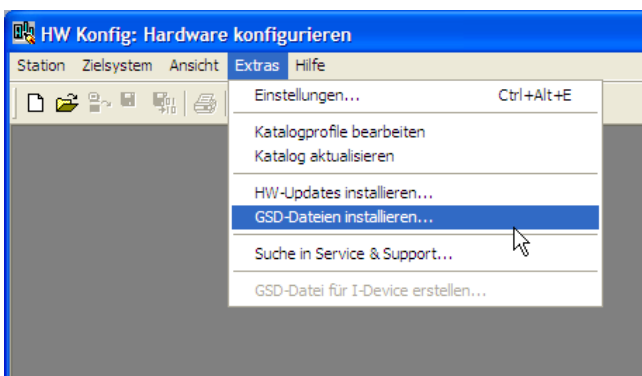 HW Konfig: Hardware konfigurieren
Station Zielsystem Ansicht Extras Hilfe
Einstellungen... Ctrl+Alt+E
Katalogprofile bearbeiten
Katalog aktualisieren
HW-Updates installieren...
GSD-Dateien installieren...
Suche in Service & Support...
GSD-Datei für I-Device erstellen...